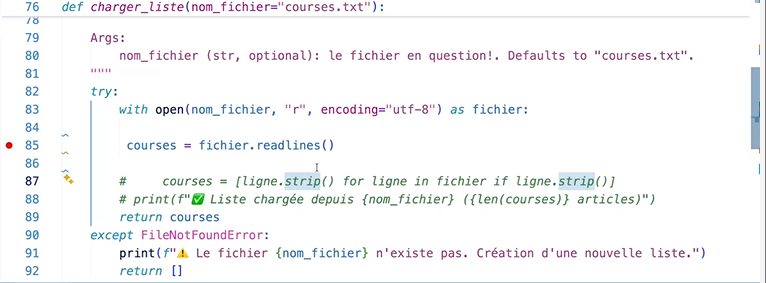 76 def charger_liste(nom_fichier="courses.txt"):
78
79 Args:
80 nom_fichier (str, optional): le fichier en question!. Defaults to "courses.txt".
81 """
82 try:
83 with open(nom_fichier, "r", encoding="utf-8") as fichier:
84
85 courses = fichier.readlines()
86
87 # courses = [ligne.strip() for ligne in fichier if ligne.strip()]
88 # print(f"✅ Liste chargée depuis {nom_fichier} ({len(courses)} articles)")
89 return courses
90 except FileNotFoundError:
91 print(f"⚠️ Le fichier {nom_fichier} n'existe pas. Création d'une nouvelle liste.")
92 return []